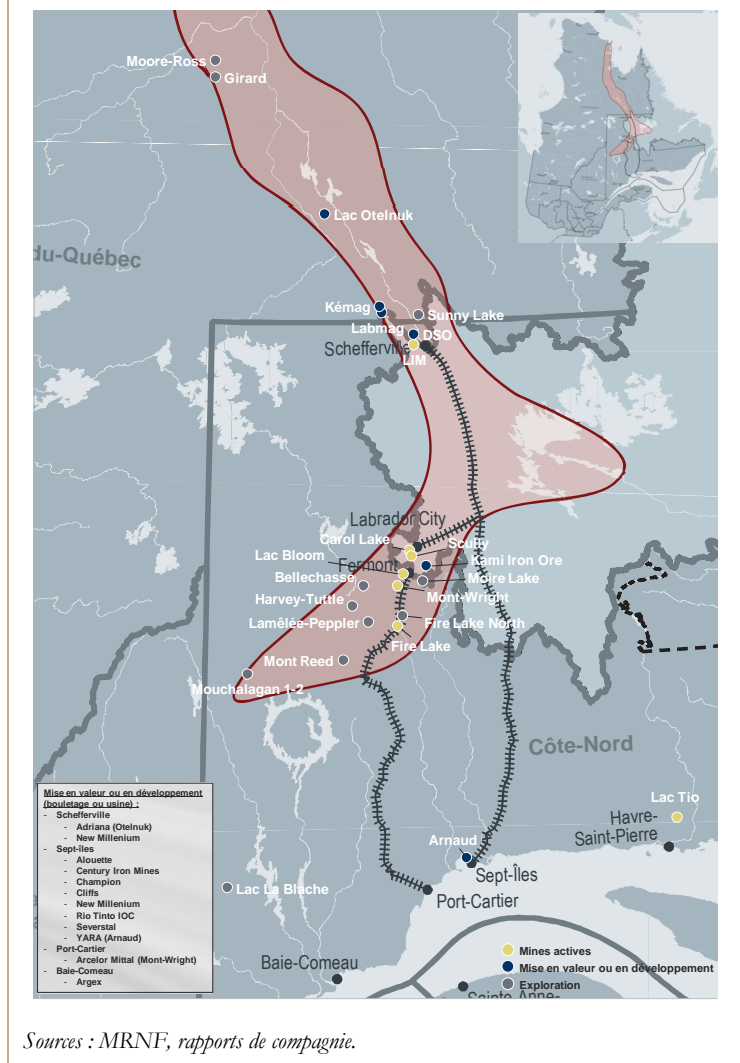 Moore-Ross
Girard
Lac Otelnuk
du-Québec
Kémag
Sunny Lake
Labmag
DSO
Schefferville
LIM
Labrador City
Carol Lake
Scully
Lac Bloom
Fermont
Kami Iron Ore
Bellechasse
Moire Lake
Harvey-Tuttle
Mont-Wright
Lamêlée-Peppler
Fire Lake North
Fire Lake
Mont Reed
Mouchalagan 1-2
Côte-Nord
Mise en valeur ou en développement
(bouletage ou usine) :
- Schefferville
- Adriana (Otelnuk)
- New Millenium
- Sept-îles
- Alouette
- Century Iron Mines
- Champion
- Cliffs
- New Millenium
- Rio Tinto IOC
- Severstal
- YARA (Arnaud)
- Port-Cartier
- Arcelor Mittal (Mont-Wright)
- Baie-Comeau
- Argex
Lac Tio
Havre-
Saint-Pierre
Arnaud
Sept-Îles
Lac La Blache
Port-Cartier
Baie-Comeau
Mines actives
Mise en valeur ou en développement
Exploration
Sainte-Anne-
Sources : MRNF, rapports de compagnie.